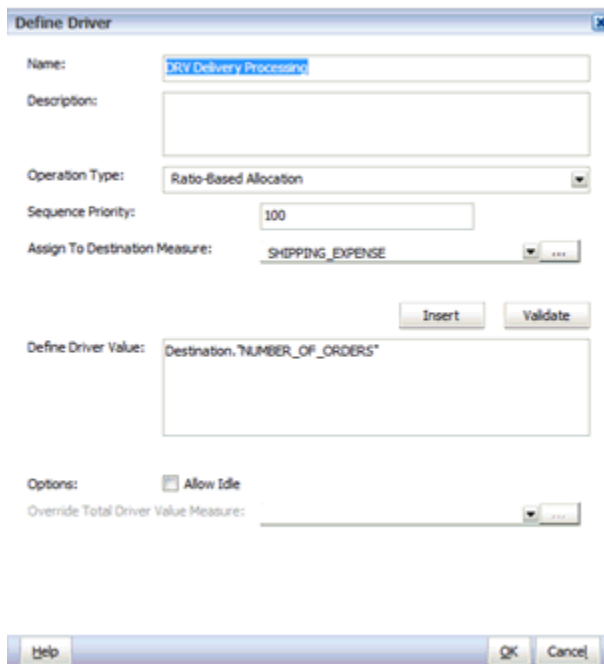 Define Driver
Name: DRV Delivery Processing
Description:
Operation Type: Ratio-Based Allocation
Sequence Priority: 100
Assign To Destination Measure: SHIPPING_EXPENSE ...
Insert Validate
Define Driver Value: Destination."NUMBER_OF_ORDERS"
Options: Allow Idle
Override Total Driver Value Measure: ...
Help OK Cancel